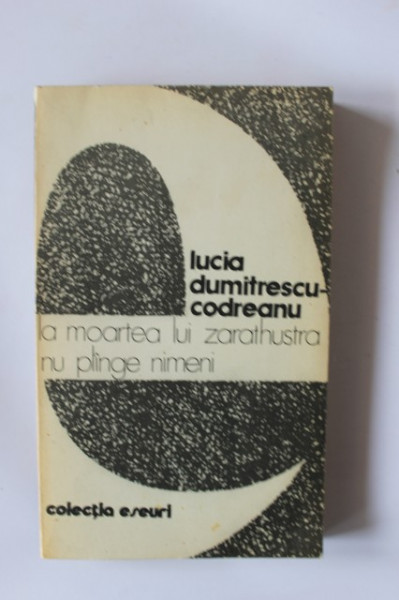 lucia
dumitrescu-
codreanu
la moartea lui zarathustra
nu plînge nimeni
colecția eseuri